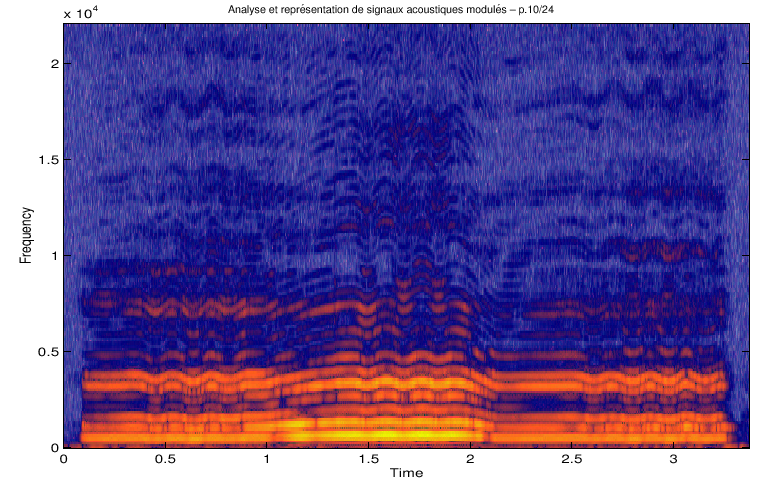 Analyse et représentation de signaux acoustiques modulés – p.10/24
x 10⁴
2
1.5
1
0.5
0
Frequency
0 0.5 1 1.5 2 2.5 3
Time